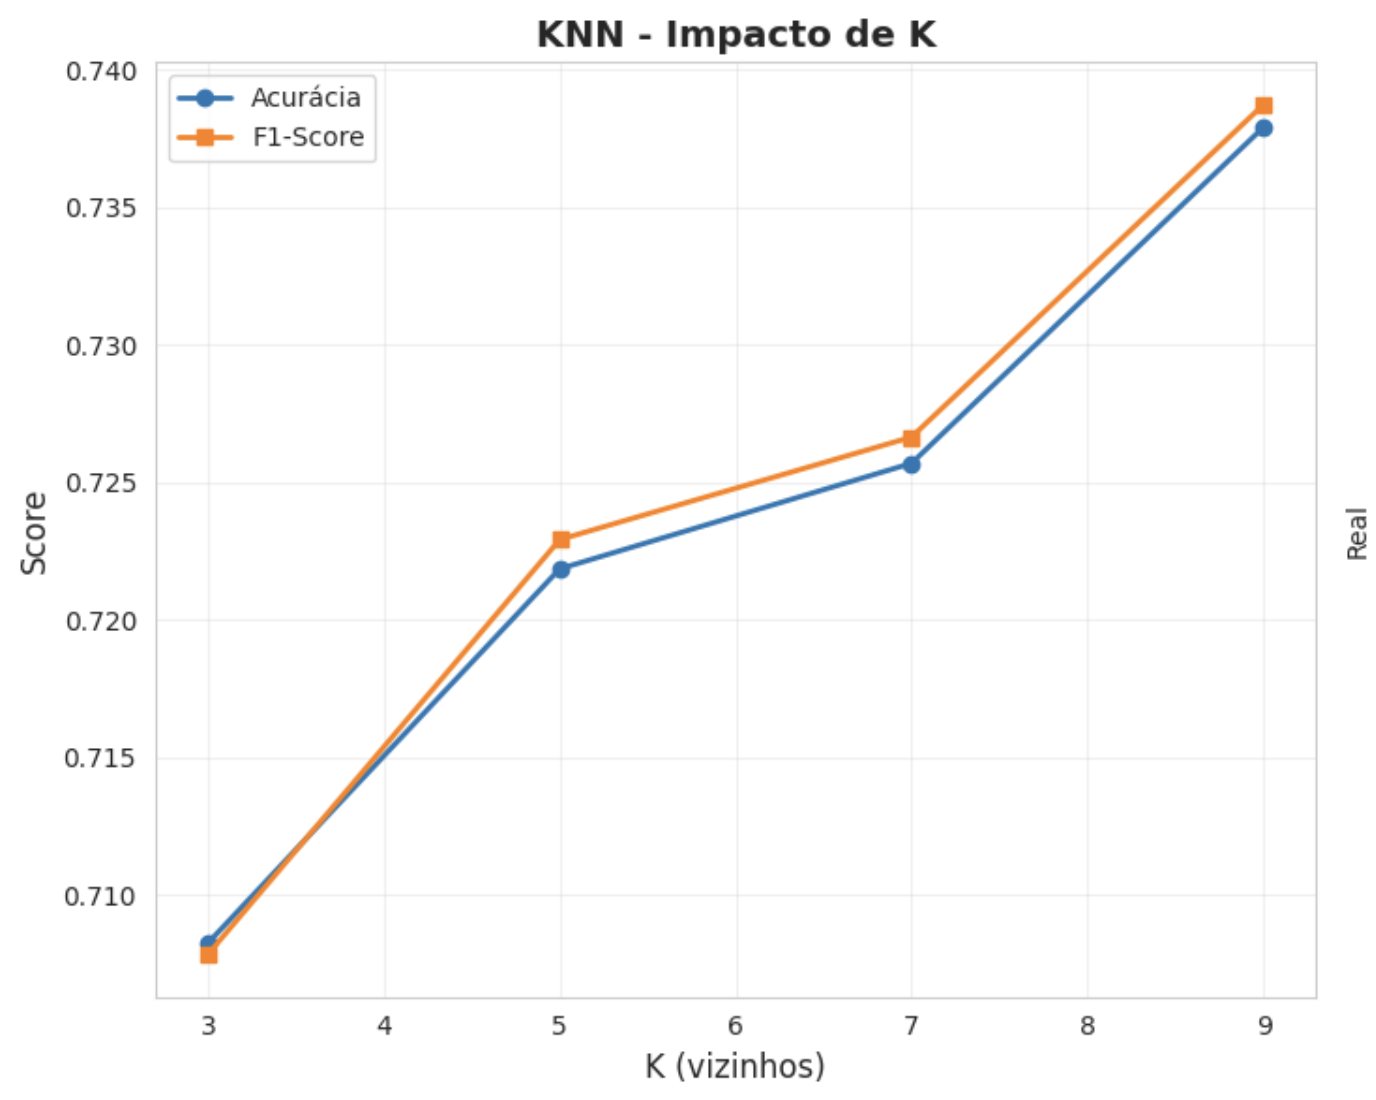 KNN - Impacto de K
Acurácia
F1-Score
0.740
0.735
0.730
0.725
0.720
0.715
0.710
Score
3 4 5 6 7 8 9
K (vizinhos)
Real